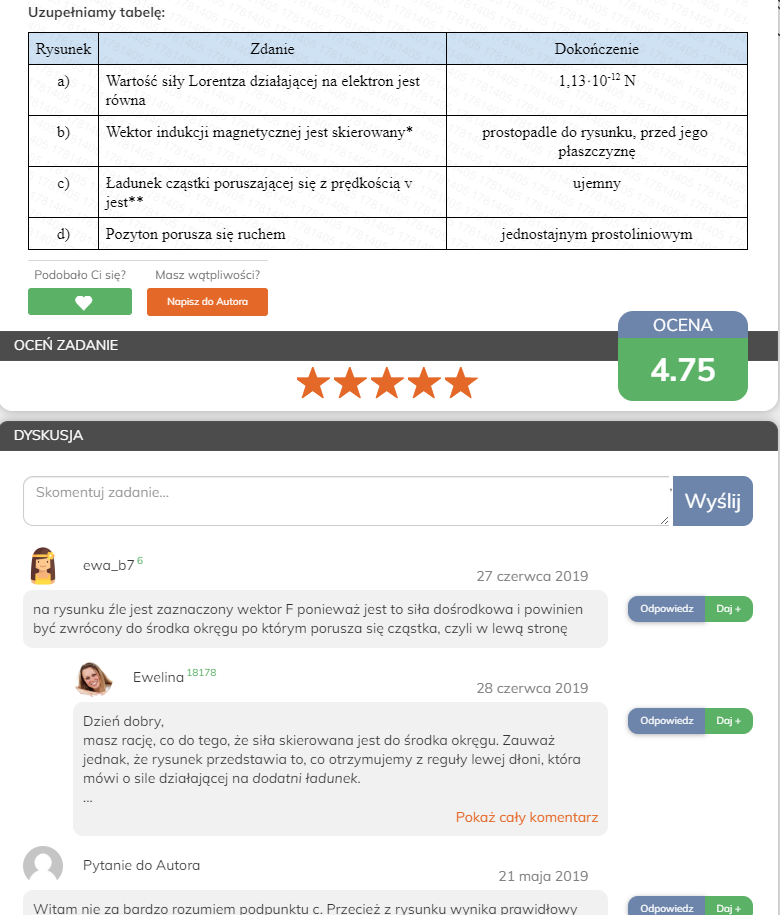 Uzupełniamy tabelę:
Rysunek Zdanie Dokończenie
a) Wartość siły Lorentza działającej na elektron jest 1,13·10⁻¹² N
równa
b) Wektor indukcji magnetycznej jest skierowany* prostopadle do rysunku, przed jego
płaszczyznę
c) Ładunek cząstki poruszającej się z prędkością v ujemny
jest**
d) Pozyton porusza się ruchem jednostajnym prostoliniowym
Podobało Ci się? Masz wątpliwości?
Napisz do Autora
OCENA
OCEŃ ZADANIE
4.75
DYSKUSJA
Skomentuj zadanie...
Wyślij
ewa_b7 6
27 czerwca 2019
na rysunku źle jest zaznaczony wektor F ponieważ jest to siła dośrodkowa i powinien
być zwrócony do środka okręgu po którym porusza się cząstka, czyli w lewą stronę
Odpowiedz Daj +
Ewelina 18178
28 czerwca 2019
Dzień dobry,
masz rację, co do tego, że siła skierowana jest do środka okręgu. Zauważ
jednak, że rysunek przedstawia to, co otrzymujemy z reguły lewej dłoni, która
mówi o sile działającej na dodatni ładunek.
...
Pokaż cały komentarz
Odpowiedz Daj +
Pytanie do Autora
21 maja 2019
Witam nie za bardzo rozumiem podpunktu c. Przecież z rysunku wynika prawidłowy
Odpowiedz Daj +